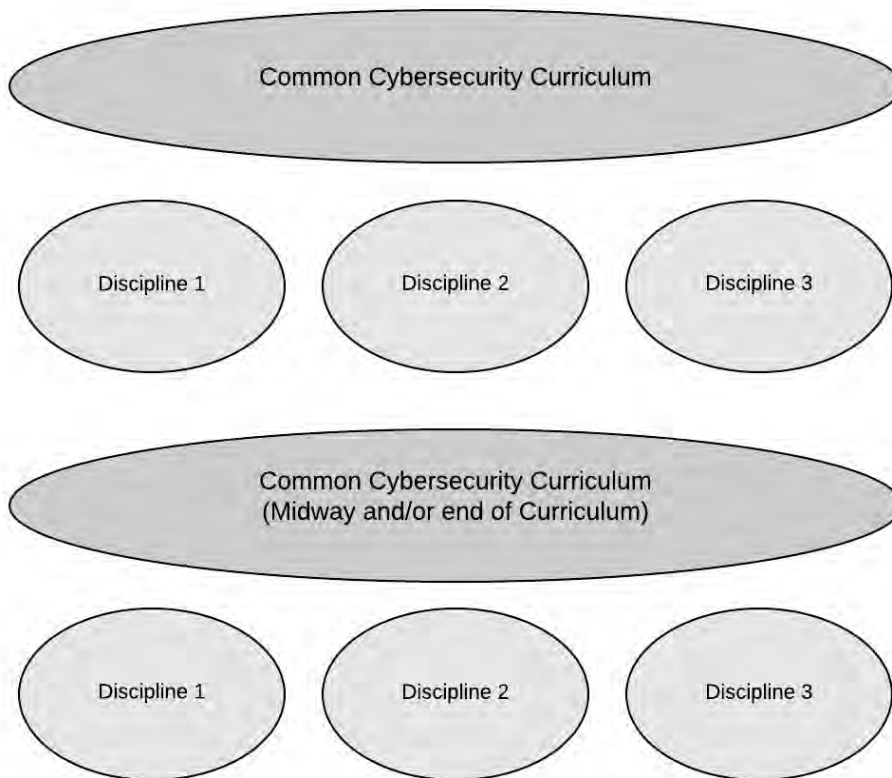 Common Cybersecurity Curriculum
Discipline 1
Discipline 2
Discipline 3
Common Cybersecurity Curriculum
(Midway and/or end of Curriculum)
Discipline 1
Discipline 2
Discipline 3